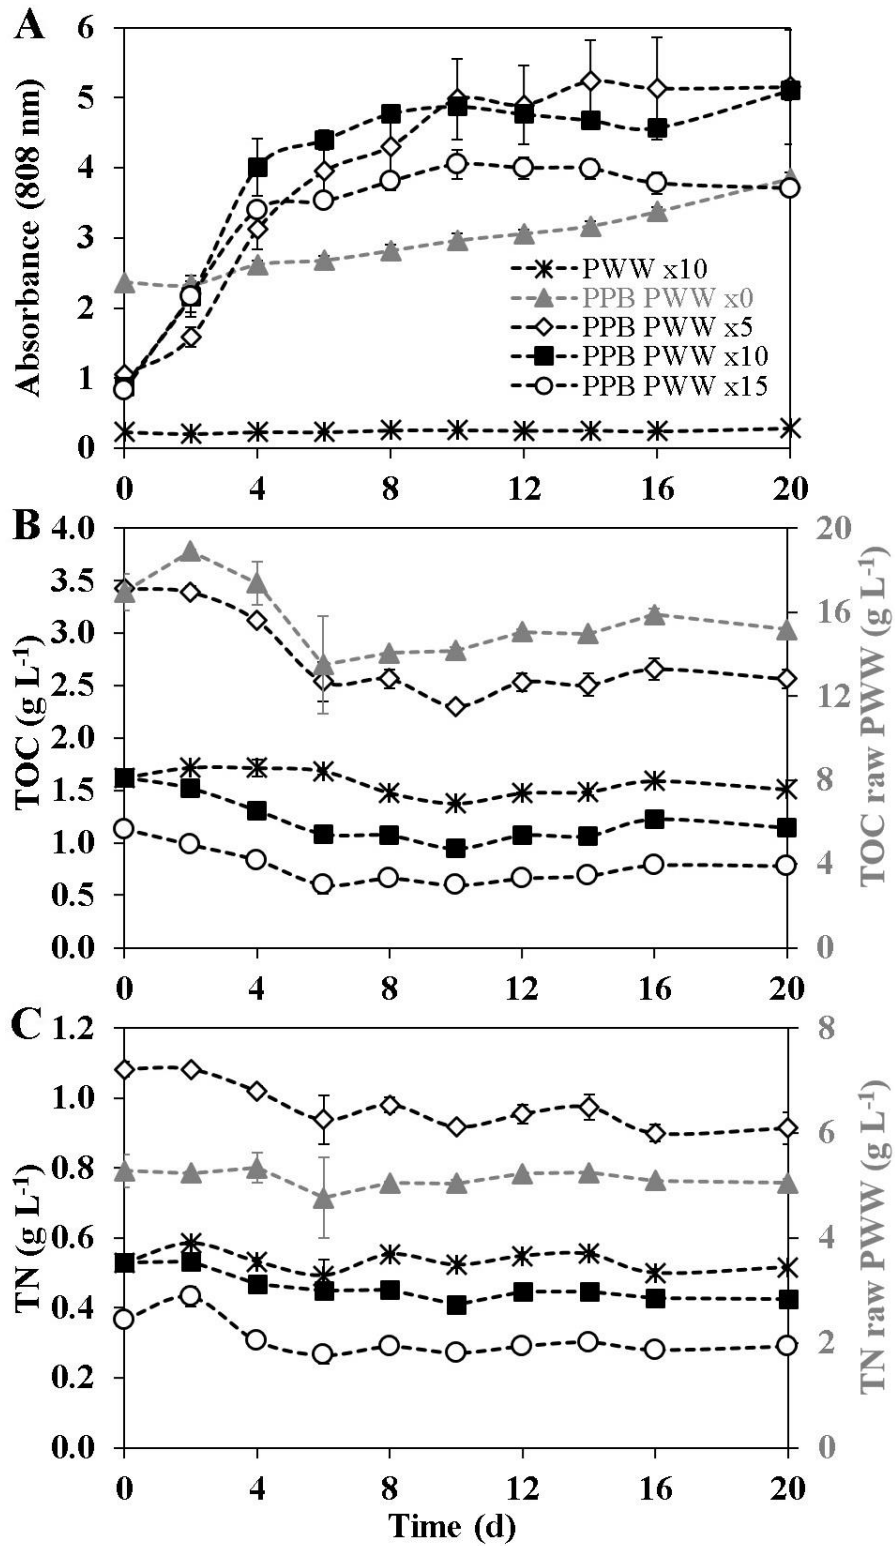 A
Absorbance (808 nm)
6
5
4
3
2
1
0
PWW x10
PPB PWW x0
PPB PWW x5
PPB PWW x10
PPB PWW x15
0 4 8 12 16 20
B
TOC (g L-1)
4.0
3.5
3.0
2.5
2.0
1.5
1.0
0.5
0.0
20
16
12
8
4
0
TOC raw PWW (g L-1)
0 4 8 12 16 20
C
TN (g L-1)
1.2
1.0
0.8
0.6
0.4
0.2
0.0
8
6
4
2
0
TN raw PWW (g L-1)
0 4 8 12 16 20
Time (d)